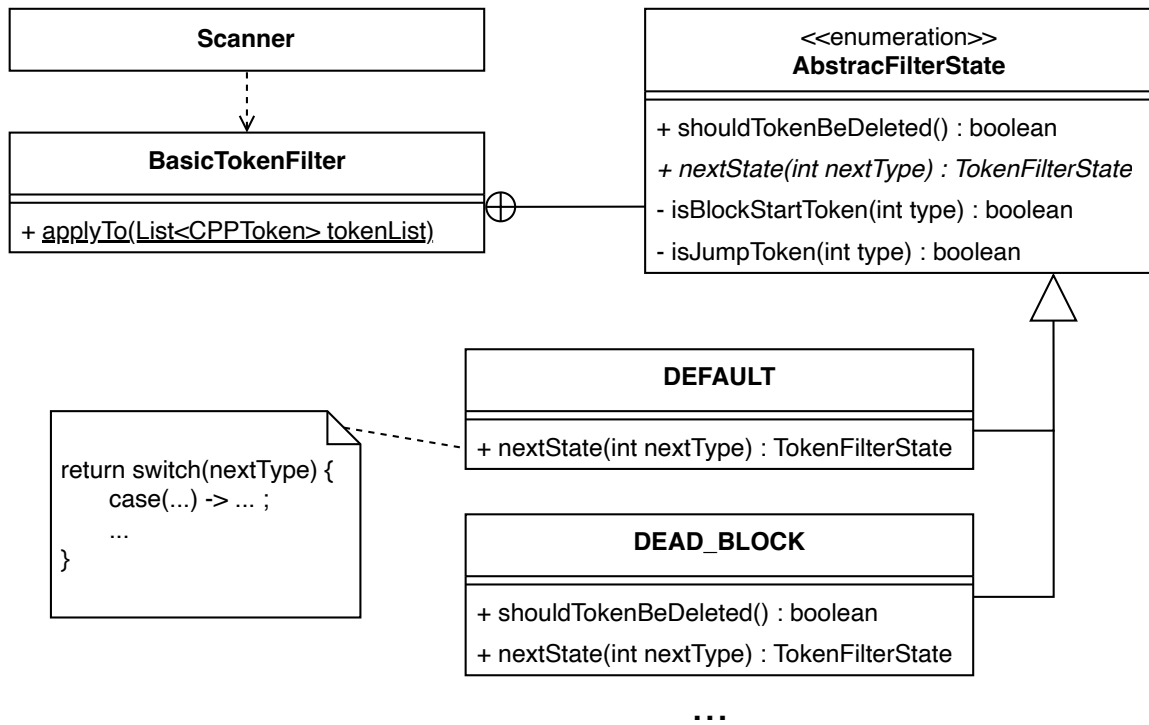 Scanner
<<enumeration>>
AbstracFilterState
+ shouldTokenBeDeleted() : boolean
+ nextState(int nextType) : TokenFilterState
- isBlockStartToken(int type) : boolean
- isJumpToken(int type) : boolean
BasicTokenFilter
+ applyTo(List<CPPToken> tokenList)
DEFAULT
+ nextState(int nextType) : TokenFilterState
return switch(nextType) {
case(...) -> ... ;
...
}
DEAD_BLOCK
+ shouldTokenBeDeleted() : boolean
+ nextState(int nextType) : TokenFilterState
...